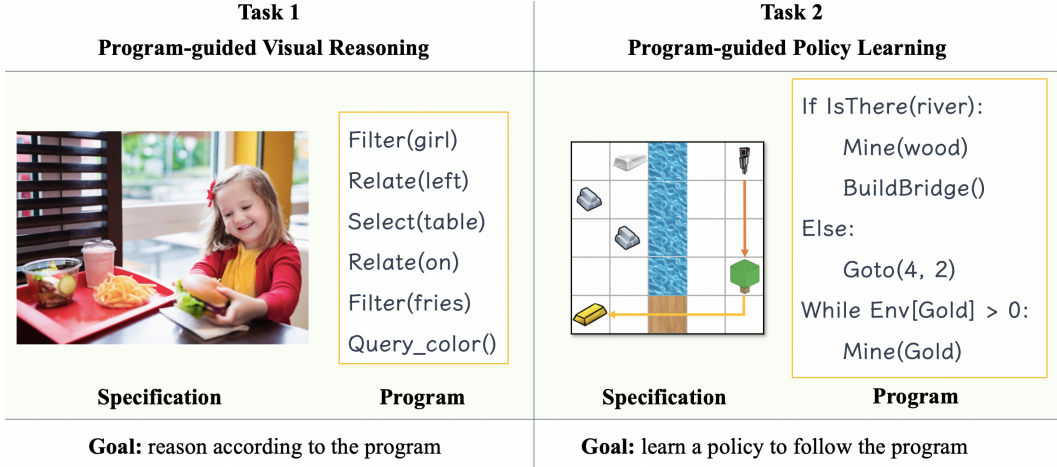 Task 1
Program-guided Visual Reasoning
Filter(girl)
Relate(left)
Select(table)
Relate(on)
Filter(fries)
Query_color()
Specification
Program
Goal: reason according to the program
Task 2
Program-guided Policy Learning
If IsThere(river):
Mine(wood)
BuildBridge()
Else:
Goto(4, 2)
While Env[Gold] > 0:
Mine(Gold)
Specification
Program
Goal: learn a policy to follow the program